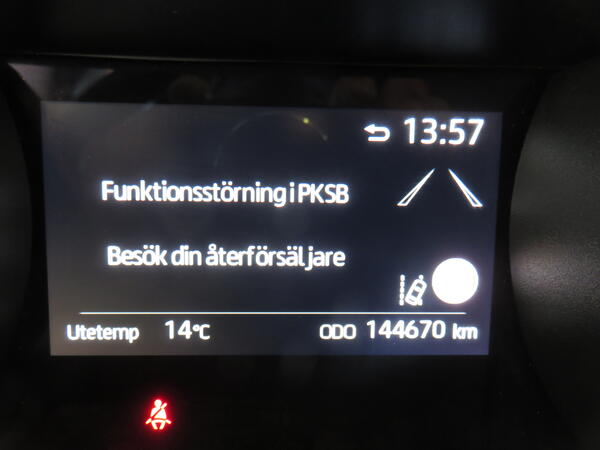 13:57
Funktionsstörning i PKSB
Besök din återförsäljare
Utetemp 14°C ODO 144670 km